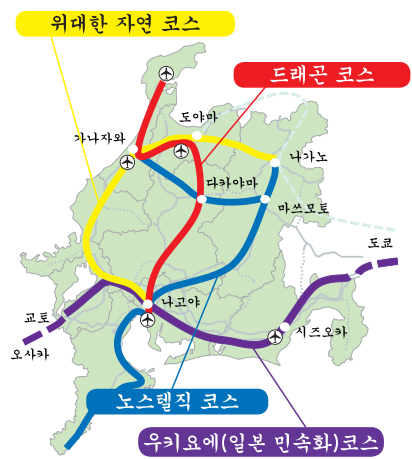 위대한 자연 코스
드래곤 코스
도야마
가나자와
나가노
다카야마
마쓰모토
도쿄
나고야
교토
시즈오카
오사카
노스텔직 코스
우키요에(일본 민속화)코스